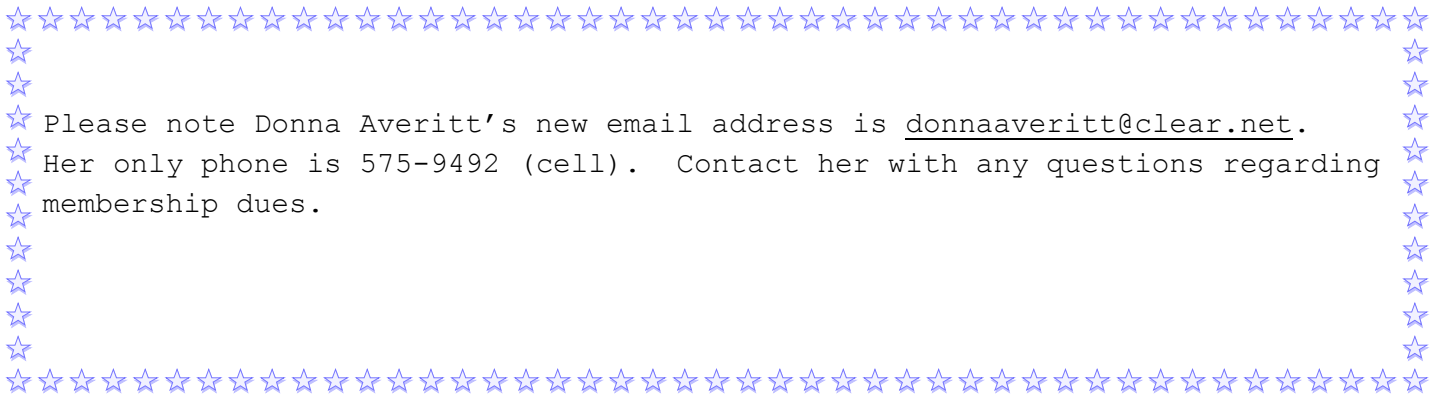 Please note Donna Averitt’s new email address is donnaaveritt@clear.net.
Her only phone is 575-9492 (cell).  Contact her with any questions regarding
membership dues.